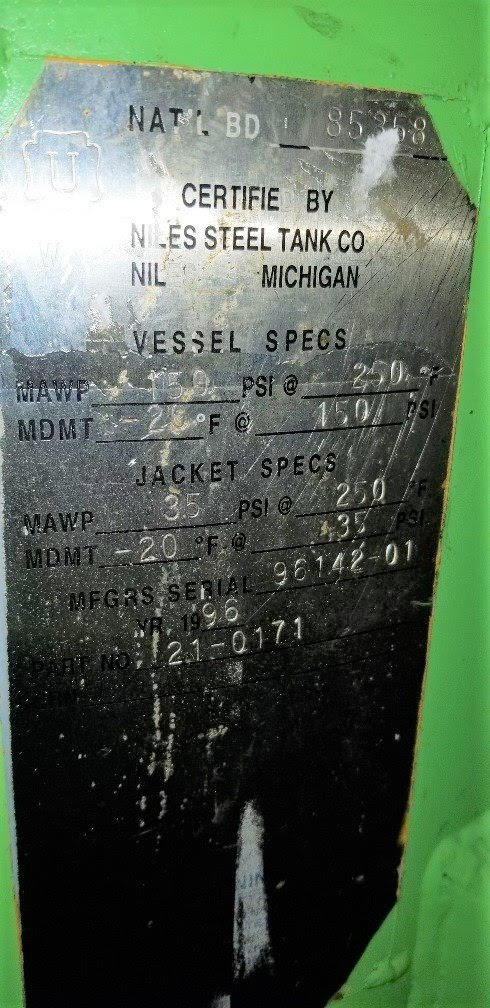 NAT'L BD 85368
U
W
CERTIFIE BY
NILES STEEL TANK CO
NIL MICHIGAN
VESSEL SPECS
MAWP 150 PSI @ 250 °F
MDMT -20 °F @ 150 PSI
JACKET SPECS
MAWP 35 PSI @ 250 °F
MDMT -20 °F @ 35 PSI
MFGRS SERIAL 96142-01
YR. 1996
PART NO. 21-0171